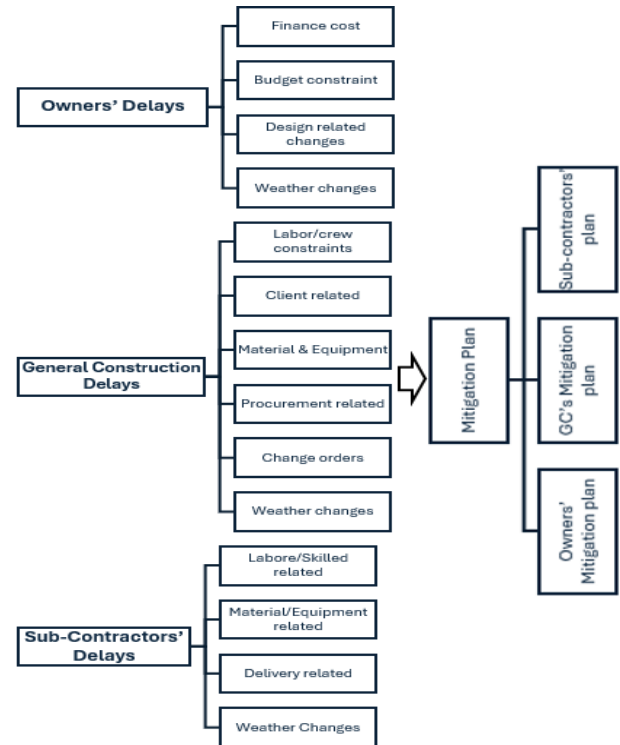 Owners' Delays
Finance cost
Budget constraint
Design related
changes
Weather changes
General Construction
Delays
Labor/crew
constraints
Client related
Material & Equipment
Procurement related
Change orders
Weather changes
Sub-Contractors'
Delays
Labore/Skilled
related
Material/Equipment
related
Delivery related
Weather Changes
Mitigation Plan
Sub-contractors'
plan
GC's Mitigation
plan
Owners'
Mitigation plan